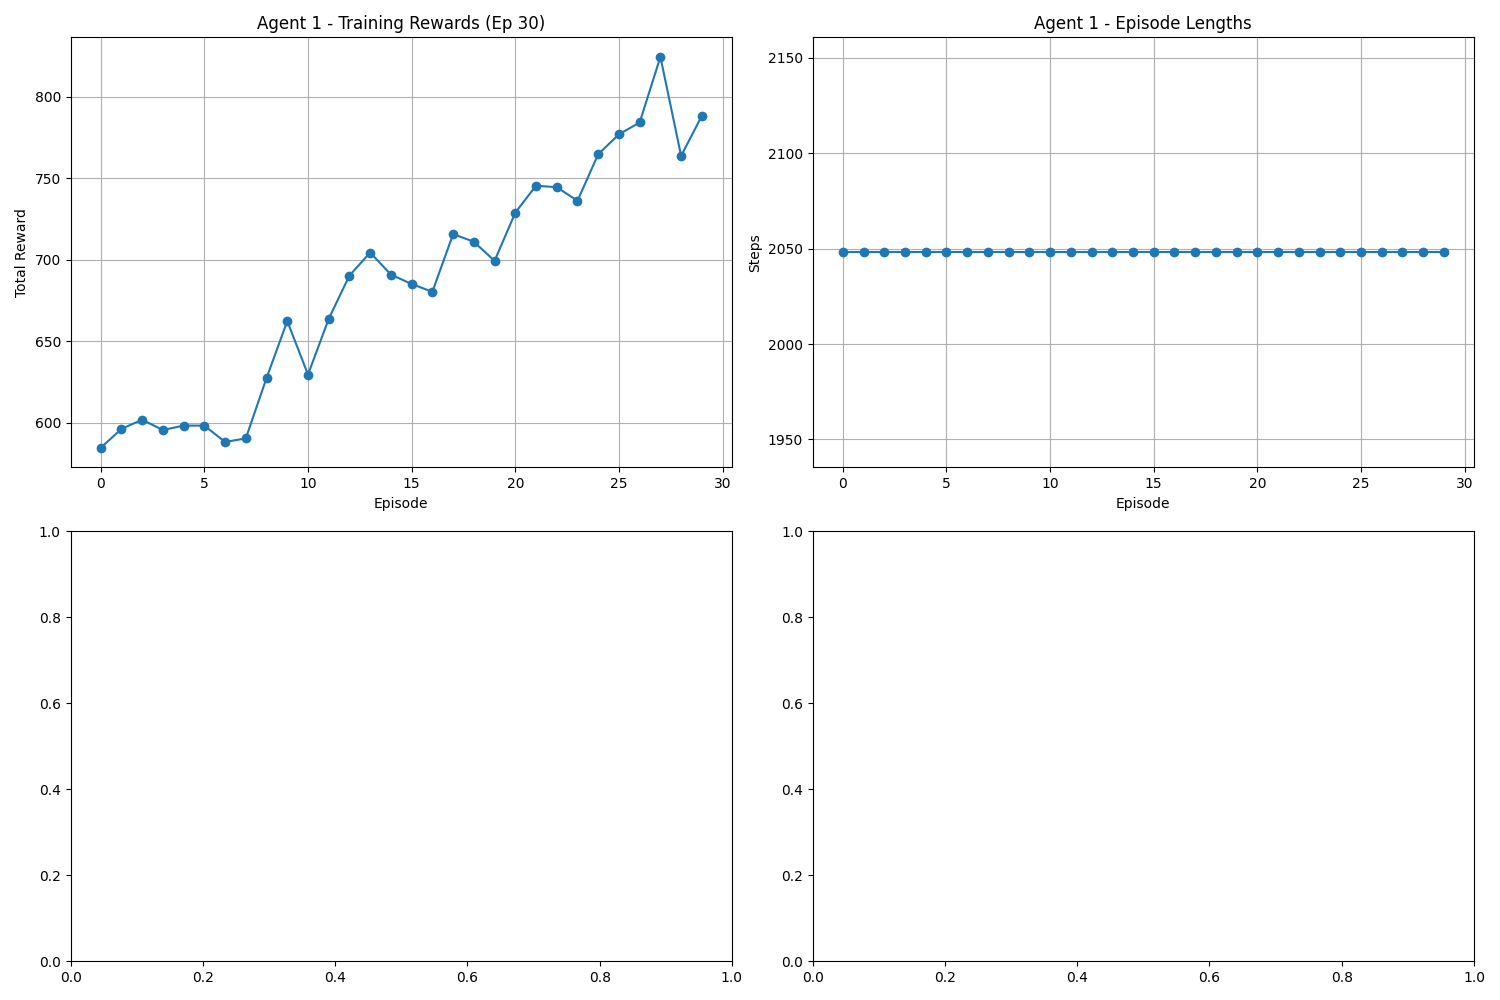 Agent 1 - Training Rewards (Ep 30)
Total Reward
800
750
700
650
600
0 5 10 15 20 25 30
Episode
Agent 1 - Episode Lengths
Steps
2150
2100
2050
2000
1950
0 5 10 15 20 25 30
Episode
1.0
0.8
0.6
0.4
0.2
0.0
0.0 0.2 0.4 0.6 0.8 1.0
1.0
0.8
0.6
0.4
0.2
0.0
0.0 0.2 0.4 0.6 0.8 1.0